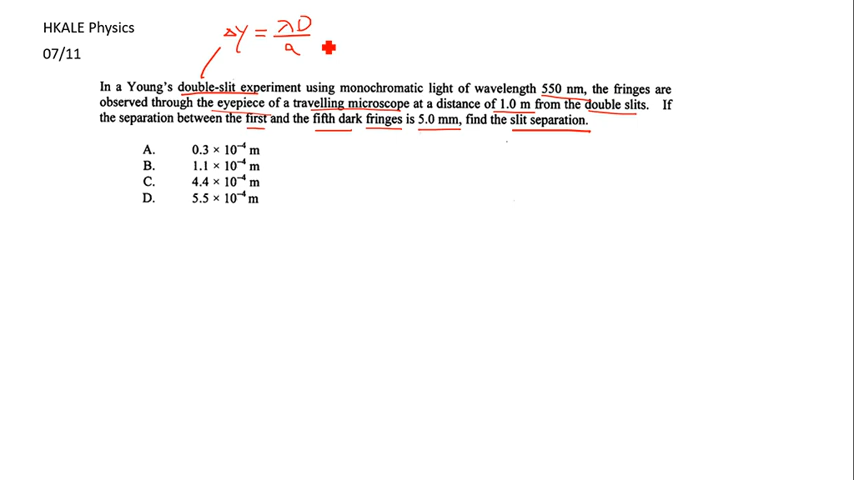 HKALE Physics
07/11
ΔY = λD / a
In a Young's double-slit experiment using monochromatic light of wavelength 550 nm, the fringes are
observed through the eyepiece of a travelling microscope at a distance of 1.0 m from the double slits. If
the separation between the first and the fifth dark fringes is 5.0 mm, find the slit separation.
A. 0.3 × 10⁻⁴ m
B. 1.1 × 10⁻⁴ m
C. 4.4 × 10⁻⁴ m
D. 5.5 × 10⁻⁴ m